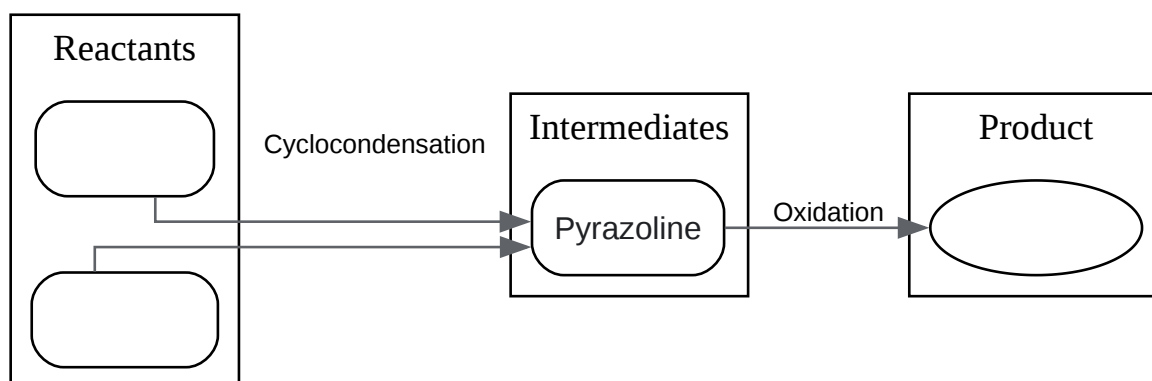 Reactants
Cyclocondensation
Intermediates
Pyrazoline
Oxidation
Product